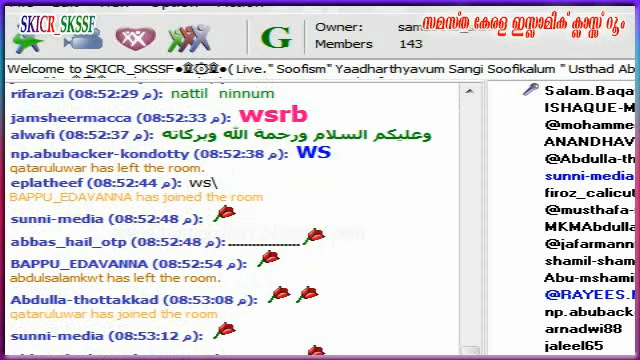 SKICR_SKSSF
Owner:
Members 143
സമസ്ത കേരള ഇസ്ലാമിക് ക്ലാസ്സ് റൂം
Welcome to SKICR_SKSSF ( Live." Soofism" Yaadharthyavum Sangi Soofikalum " Usthad Ab
rifarazi (08:52:29 م): nattil ninnum
jamsheermacca (08:52:33 م): wsrb
alwafi (08:52:37 م): وعليكم السلام ورحمة الله وبركاته
np.abubacker-kondotty (08:52:38 م): WS
qataruluwar has left the room.
eplatheef (08:52:44 م): ws\
BAPPU_EDAVANNA has joined the room
sunni-media (08:52:48 م):
abbas_hail_otp (08:52:48 م): ------------------
BAPPU_EDAVANNA (08:52:54 م):
abdulsalamkwt has left the room.
Abdulla-thottakkad (08:53:08 م):
qataruluwar has joined the room
sunni-media (08:53:12 م):
Salam.Baqa
ISHAQUE-M
@mohamme
ANANDHAV
@Abdulla-th
sunni-media
firoz_calicut
@musthafa-
MKMAbdull
@jafarmann
shamil-sham
Abu-mshami
@RAYEES.
np.abubacke
arnadwi88
jaleel65